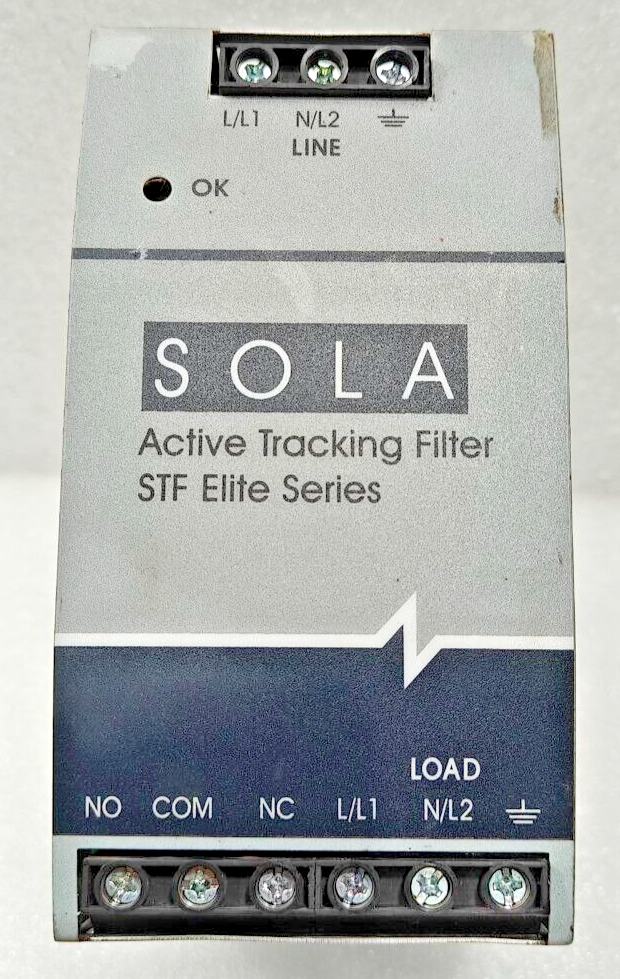 L/L1 N/L2 ⏚
LINE
OK
SOLA
Active Tracking Filter
STF Elite Series
LOAD
NO COM NC L/L1 N/L2 ⏚